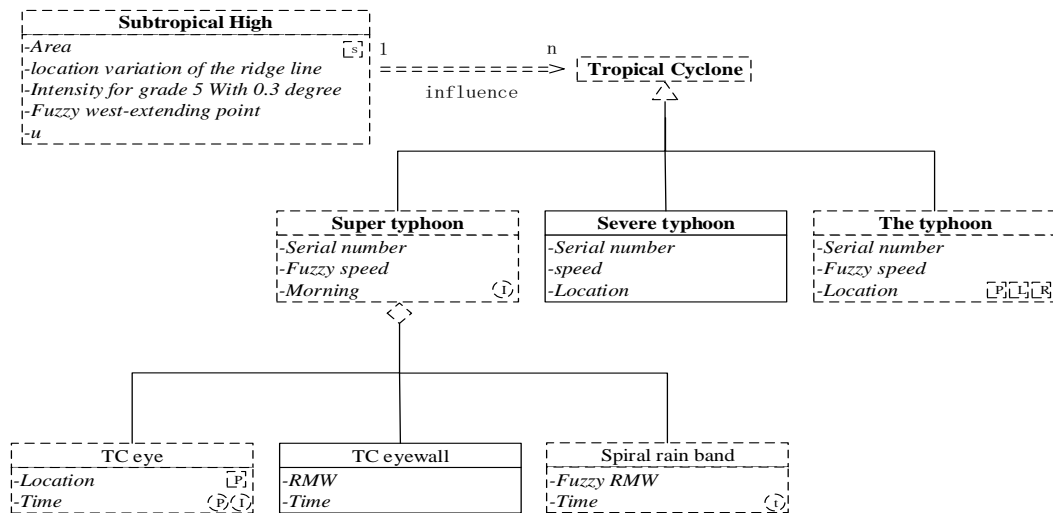 Subtropical High
-Area S
-location variation of the ridge line
-Intensity for grade 5 With 0.3 degree
-Fuzzy west-extending point
-u
1 n
influence
Tropical Cyclone
Super typhoon
-Serial number
-Fuzzy speed
-Morning I
Severe typhoon
-Serial number
-speed
-Location
The typhoon
-Serial number
-Fuzzy speed
-Location P L R
TC eye
-Location P
-Time P I
TC eyewall
-RMW
-Time
Spiral rain band
-Fuzzy RMW
-Time t